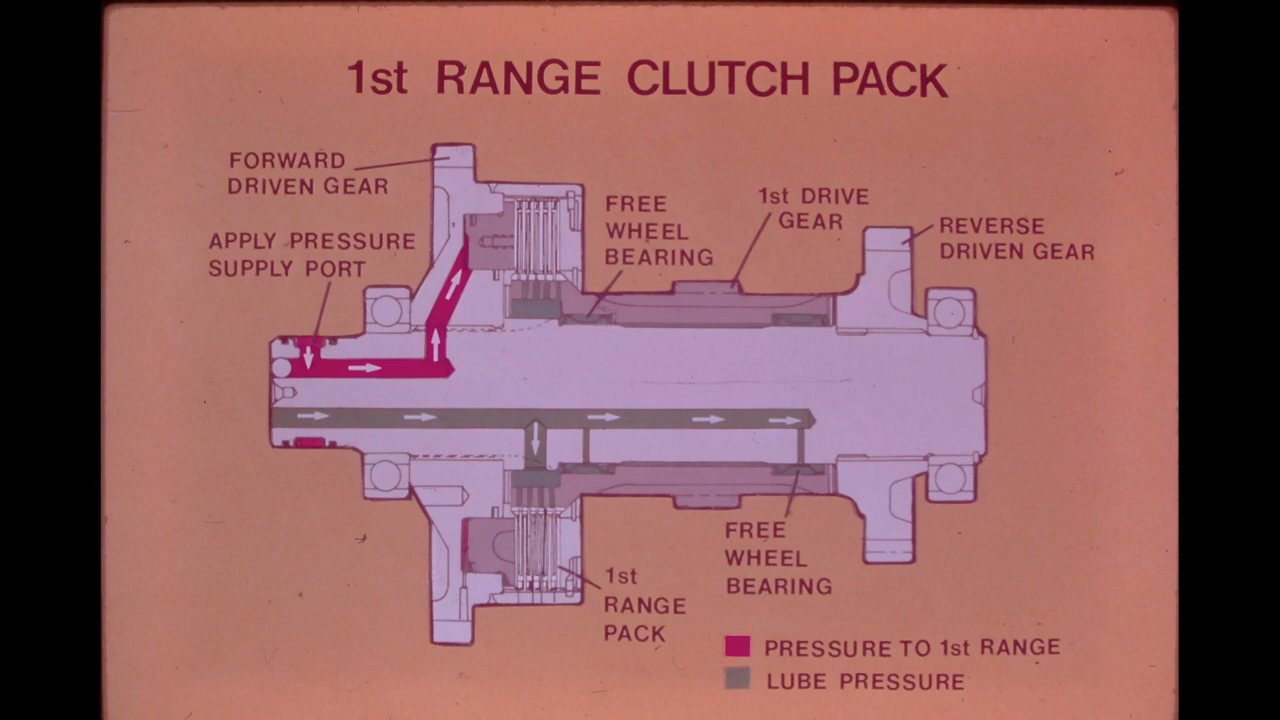 1st RANGE CLUTCH PACK
FORWARD
DRIVEN GEAR
APPLY PRESSURE
SUPPLY PORT
FREE
WHEEL
BEARING
1st DRIVE
GEAR
REVERSE
DRIVEN GEAR
FREE
WHEEL
BEARING
1st
RANGE
PACK
PRESSURE TO 1st RANGE
LUBE PRESSURE